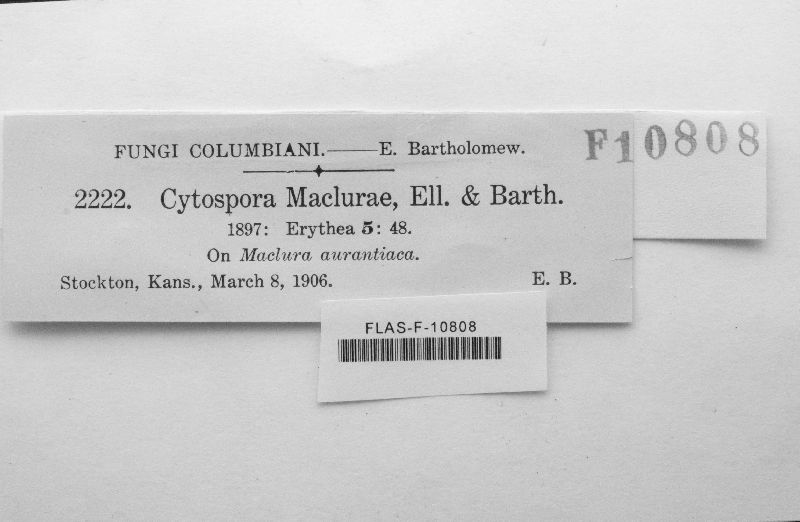 FUNGI COLUMBIANI.——E. Bartholomew.
F10808
2222. Cytospora Maclurae, Ell. & Barth.
1897: Erythea 5: 48.
On Maclura aurantiaca.
Stockton, Kans., March 8, 1906. E. B.
FLAS-F-10808